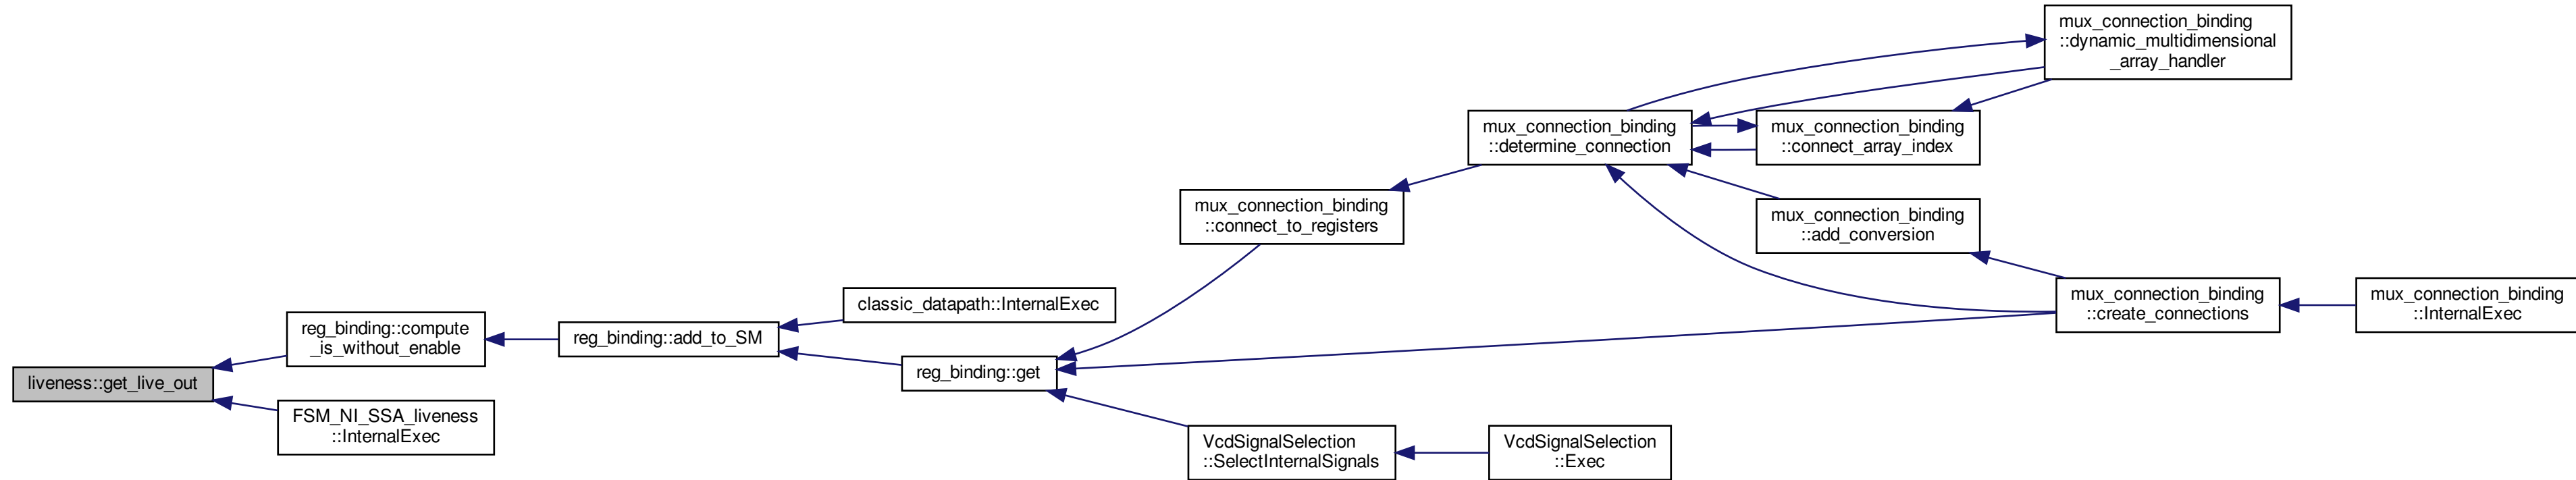 liveness::get_live_out
reg_binding::compute
_is_without_enable
FSM_NI_SSA_liveness
::InternalExec
reg_binding::add_to_SM
classic_datapath::InternalExec
reg_binding::get
mux_connection_binding
::connect_to_registers
VcdSignalSelection
::SelectInternalSignals
mux_connection_binding
::determine_connection
VcdSignalSelection
::Exec
mux_connection_binding
::dynamic_multidimensional
_array_handler
mux_connection_binding
::connect_array_index
mux_connection_binding
::add_conversion
mux_connection_binding
::create_connections
mux_connection_binding
::InternalExec